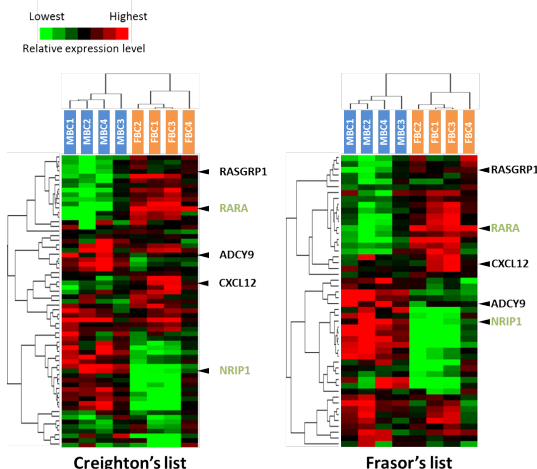 Lowest Highest
Relative expression level
MBC1 MBC2 MBC4 MBC3 FBC2 FBC1 FBC3 FBC4
RASGRP1
RARA
ADCY9
CXCL12
NRIP1
Creighton's list
MBC1 MBC2 MBC4 MBC3 FBC2 FBC1 FBC3 FBC4
RASGRP1
RARA
CXCL12
ADCY9
NRIP1
Frasor's list